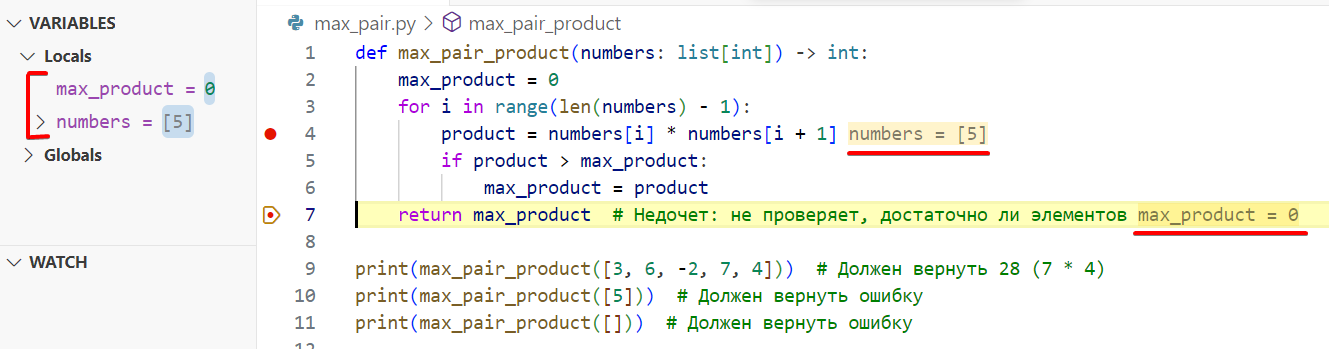 VARIABLES
Locals
max_product = 0
numbers = [5]
Globals
WATCH
max_pair.py > max_pair_product
1 def max_pair_product(numbers: list[int]) -> int:
2     max_product = 0
3     for i in range(len(numbers) - 1):
4         product = numbers[i] * numbers[i + 1] numbers = [5]
5         if product > max_product:
6             max_product = product
7     return max_product  # Недочет: не проверяет, достаточно ли элементов max_product = 0
8
9 print(max_pair_product([3, 6, -2, 7, 4]))  # Должен вернуть 28 (7 * 4)
10 print(max_pair_product([5]))  # Должен вернуть ошибку
11 print(max_pair_product([]))  # Должен вернуть ошибку